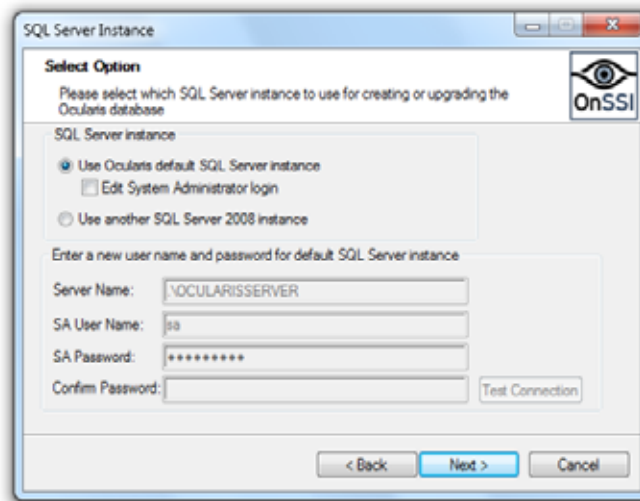 SQL Server Instance
Select Option
Please select which SQL Server instance to use for creating or upgrading the
Ocularis database
OnSSI
SQL Server instance
Use Ocularis default SQL Server instance
Edit System Administrator login
Use another SQL Server 2008 instance
Enter a new user name and password for default SQL Server instance
Server Name: .\OCULARISSERVER
SA User Name: sa
SA Password: *********
Confirm Password: Test Connection
< Back Next > Cancel